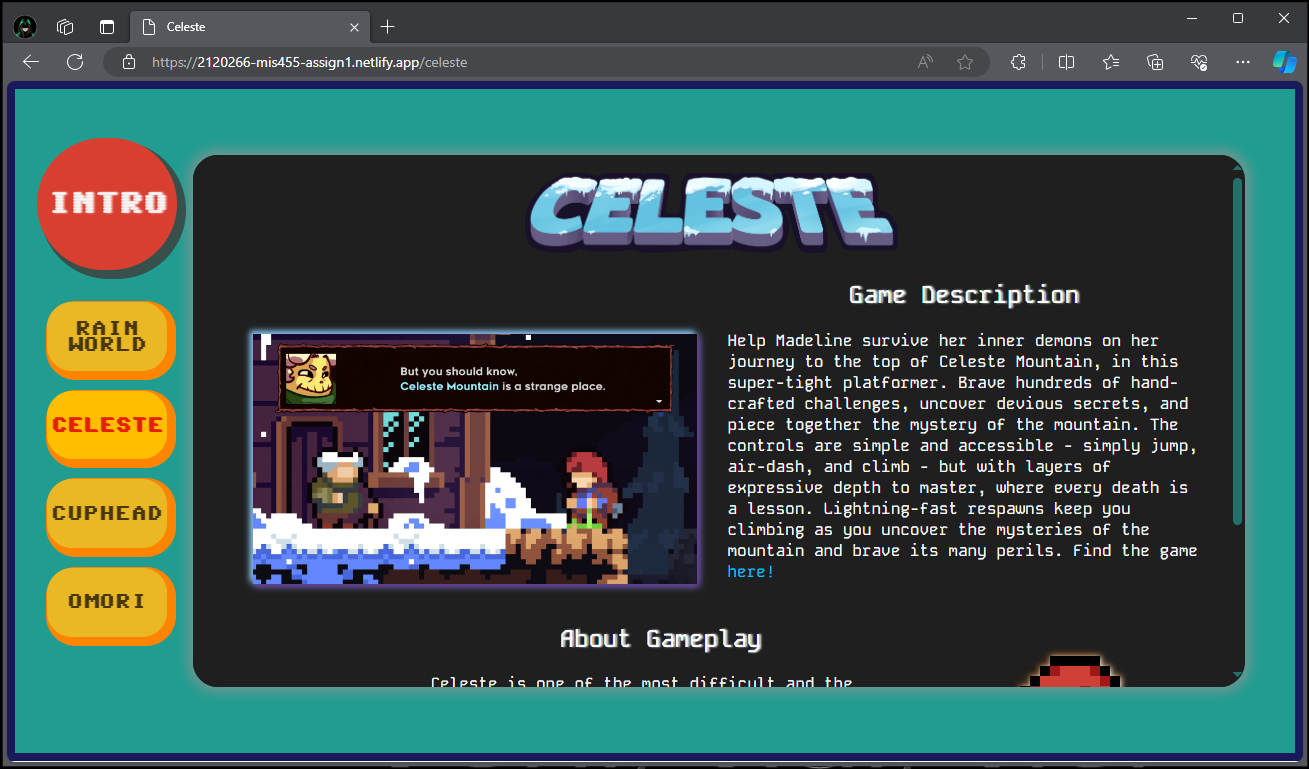 Celeste
https://2120266-mis455-assign1.netlify.app/celeste
INTRO
RAIN
WORLD
CELESTE
CUPHEAD
OMORI
CELESTE
Game Description
But you should know,
Celeste Mountain is a strange place.
Help Madeline survive her inner demons on her
journey to the top of Celeste Mountain, in this
super-tight platformer. Brave hundreds of hand-
crafted challenges, uncover devious secrets, and
piece together the mystery of the mountain. The
controls are simple and accessible - simply jump,
air-dash, and climb - but with layers of
expressive depth to master, where every death is
a lesson. Lightning-fast respawns keep you
climbing as you uncover the mysteries of the
mountain and brave its many perils. Find the game
here!
About Gameplay
Celeste is one of the most difficult and the